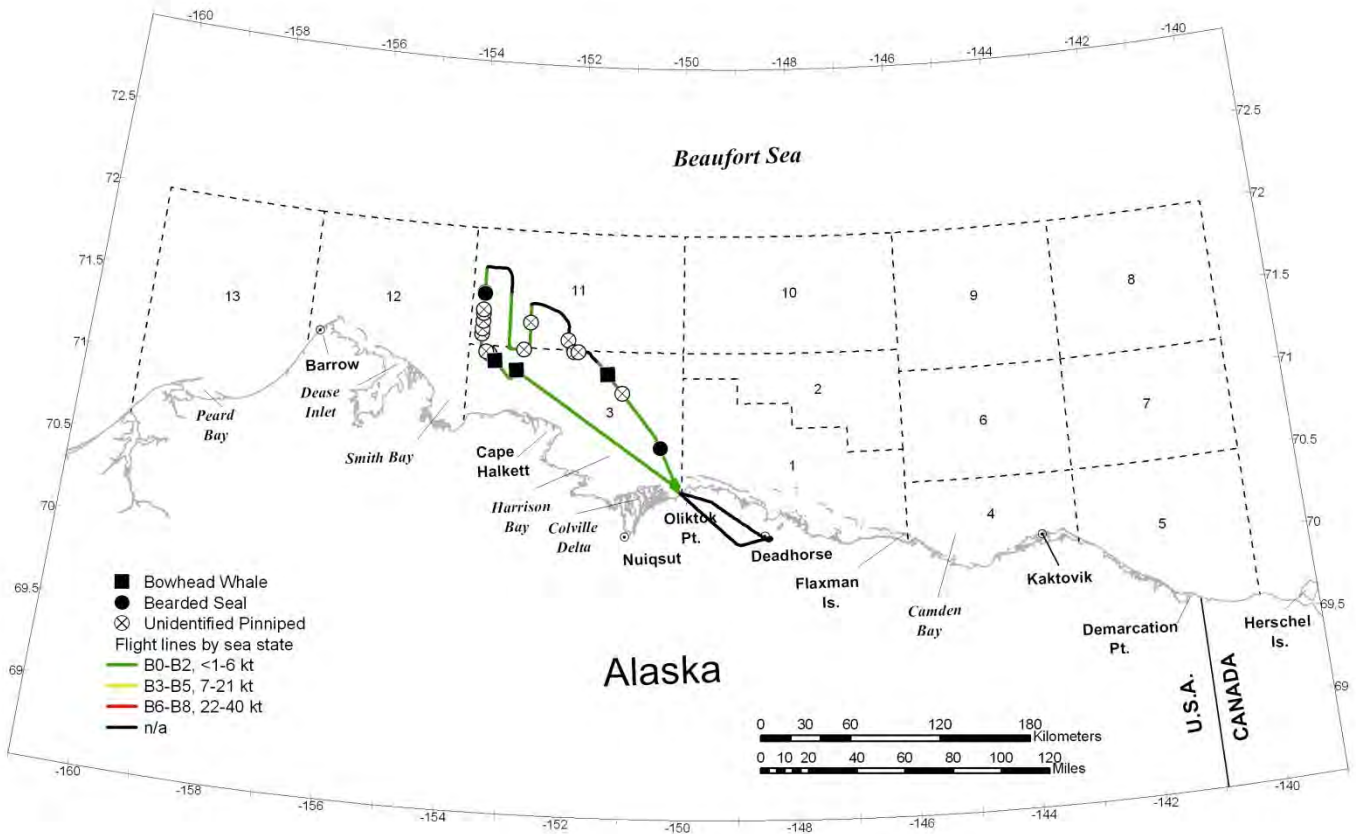 -160
-158
-156
-154
-152
-150
-148
-146
-144
-142
-140
72.5
72.5
Beaufort Sea
72
72
71.5
71.5
13
12
11
10
9
8
71
71
Barrow
Dease
Inlet
Peard
Bay
Smith Bay
3
2
6
7
70.5
70.5
Cape
Halkett
Harrison
Bay
Colville
Delta
1
4
5
70
70
Oliktok
Pt.
Nuiqsut
Deadhorse
Flaxman
Is.
Camden
Bay
Kaktovik
Demarcation
Pt.
Herschel
Is.
69.5
69.5
Bowhead Whale
Bearded Seal
Unidentified Pinniped
Flight lines by sea state
B0-B2, <1-6 kt
B3-B5, 7-21 kt
B6-B8, 22-40 kt
n/a
Alaska
U.S.A.
CANADA
69
69
0 30 60 120 180
Kilometers
0 10 20 40 60 80 100 120
Miles
-160
-158
-156
-154
-152
-150
-148
-146
-144
-142
-140